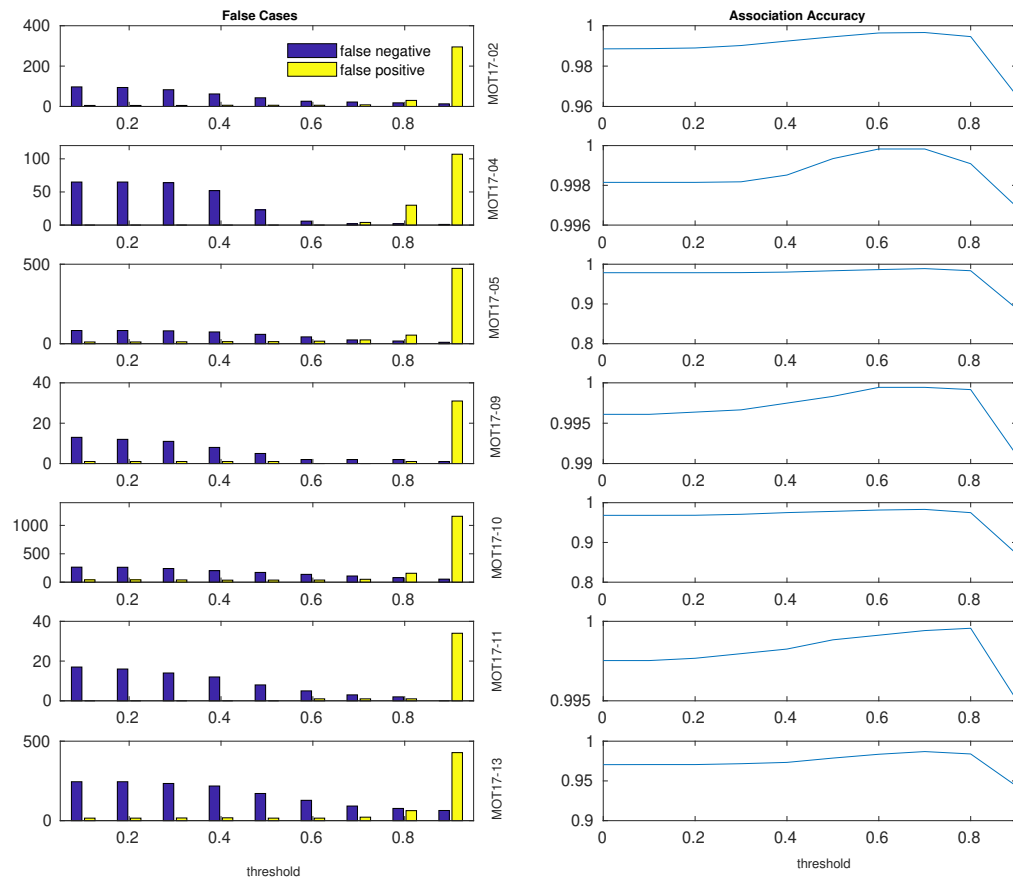 False Cases
Association Accuracy
400
200
0
false negative
false positive
0.2 0.4 0.6 0.8
MOT17-02
1
0.98
0.96
0 0.2 0.4 0.6 0.8
100
50
0
0.2 0.4 0.6 0.8
MOT17-04
1
0.998
0.996
0 0.2 0.4 0.6 0.8
500
0
0.2 0.4 0.6 0.8
MOT17-05
1
0.9
0.8
0 0.2 0.4 0.6 0.8
40
20
0
0.2 0.4 0.6 0.8
MOT17-09
1
0.995
0.99
0 0.2 0.4 0.6 0.8
1000
500
0
0.2 0.4 0.6 0.8
MOT17-10
1
0.9
0.8
0 0.2 0.4 0.6 0.8
40
20
0
0.2 0.4 0.6 0.8
MOT17-11
1
0.995
0 0.2 0.4 0.6 0.8
500
0
0.2 0.4 0.6 0.8
threshold
MOT17-13
1
0.95
0.9
0 0.2 0.4 0.6 0.8
threshold